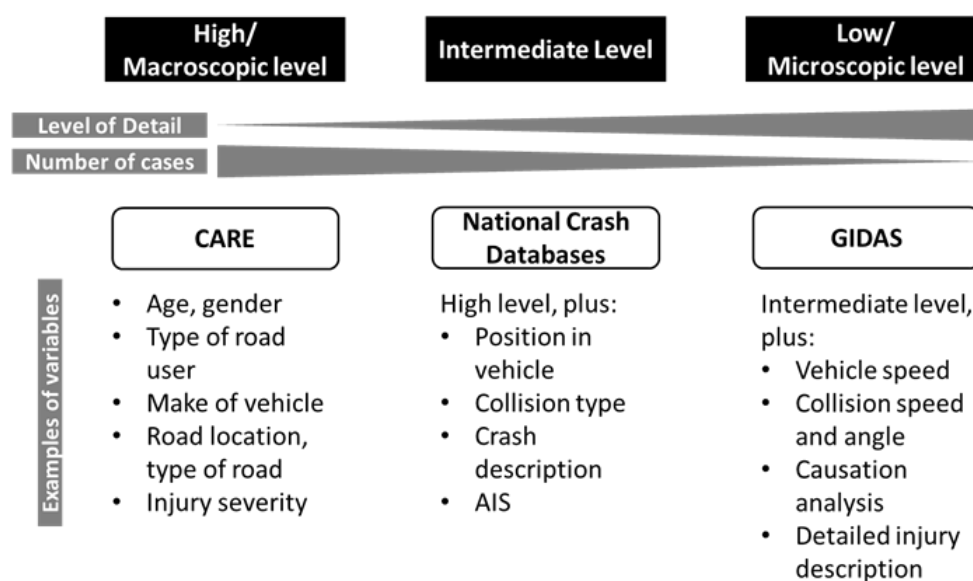 High/
Macroscopic level
Intermediate Level
Low/
Microscopic level
Level of Detail
Number of cases
CARE
National Crash
Databases
GIDAS
Examples of variables
• Age, gender
• Type of road
user
• Make of vehicle
• Road location,
type of road
• Injury severity
High level, plus:
• Position in
vehicle
• Collision type
• Crash
description
• AIS
Intermediate level,
plus:
• Vehicle speed
• Collision speed
and angle
• Causation
analysis
• Detailed injury
description